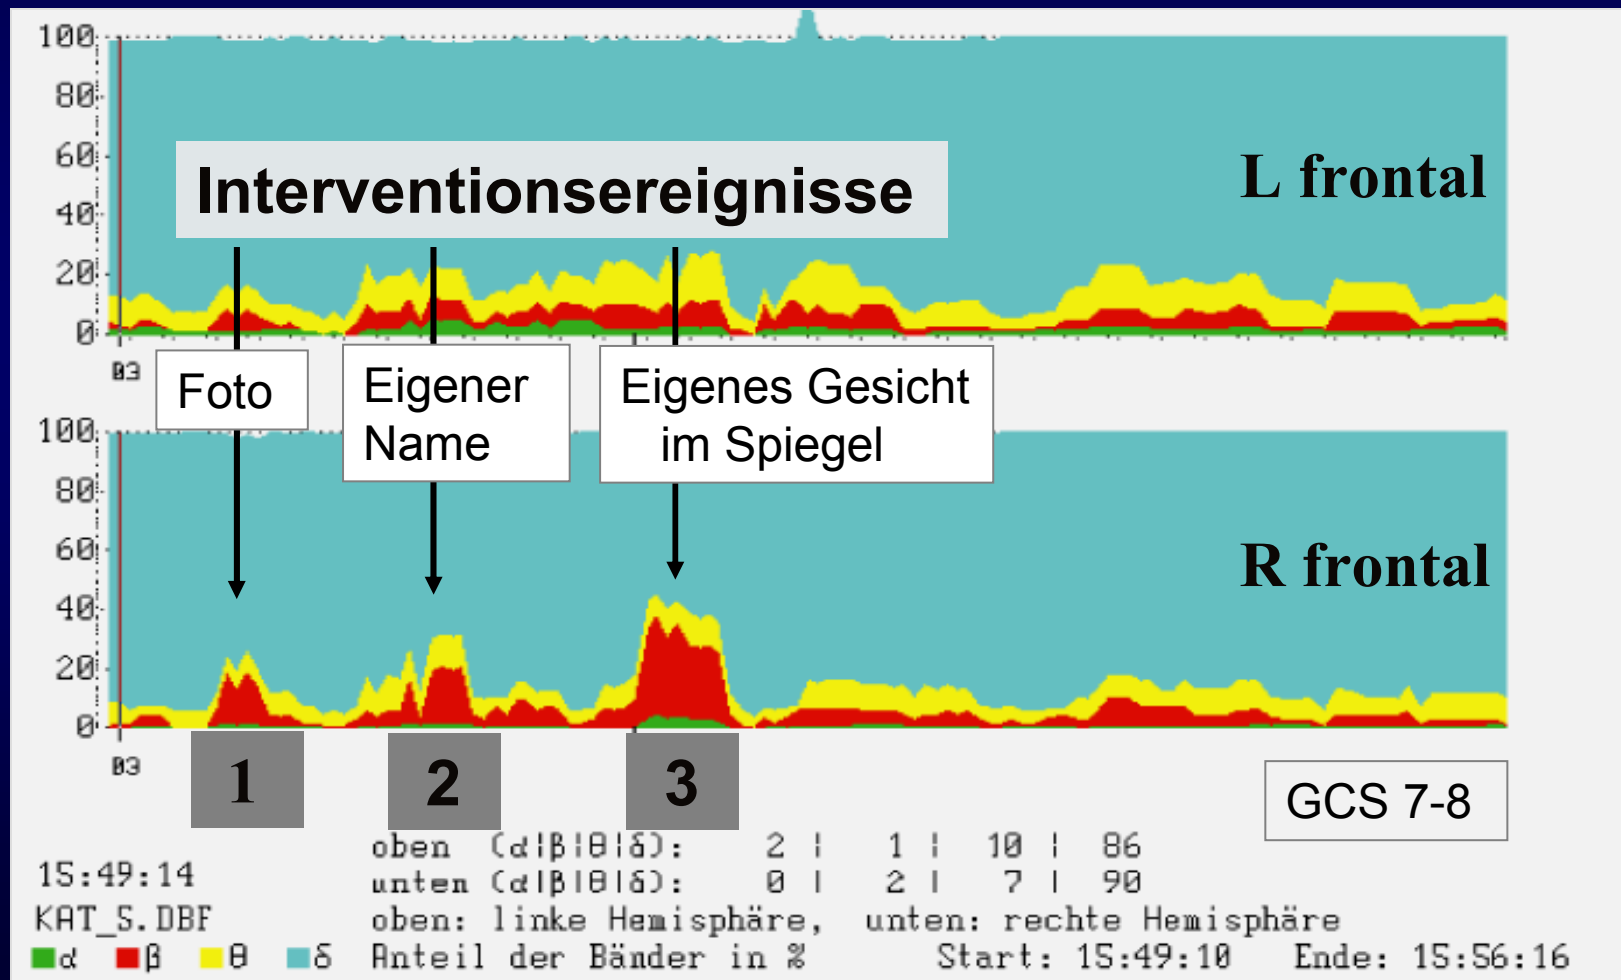 100
80
60
40
20
0
Interventionsereignisse
L frontal
03
Foto
Eigener
Name
Eigenes Gesicht
im Spiegel
100
80
60
40
20
0
R frontal
03
1
2
3
GCS 7-8
oben (α|β|θ|δ): 2 | 1 | 10 | 86
15:49:14
unten (α|β|θ|δ): 0 | 2 | 7 | 90
KAT_S.DBF
oben: linke Hemisphäre, unten: rechte Hemisphäre
α β θ δ Anteil der Bänder in % Start: 15:49:10 Ende: 15:56:16